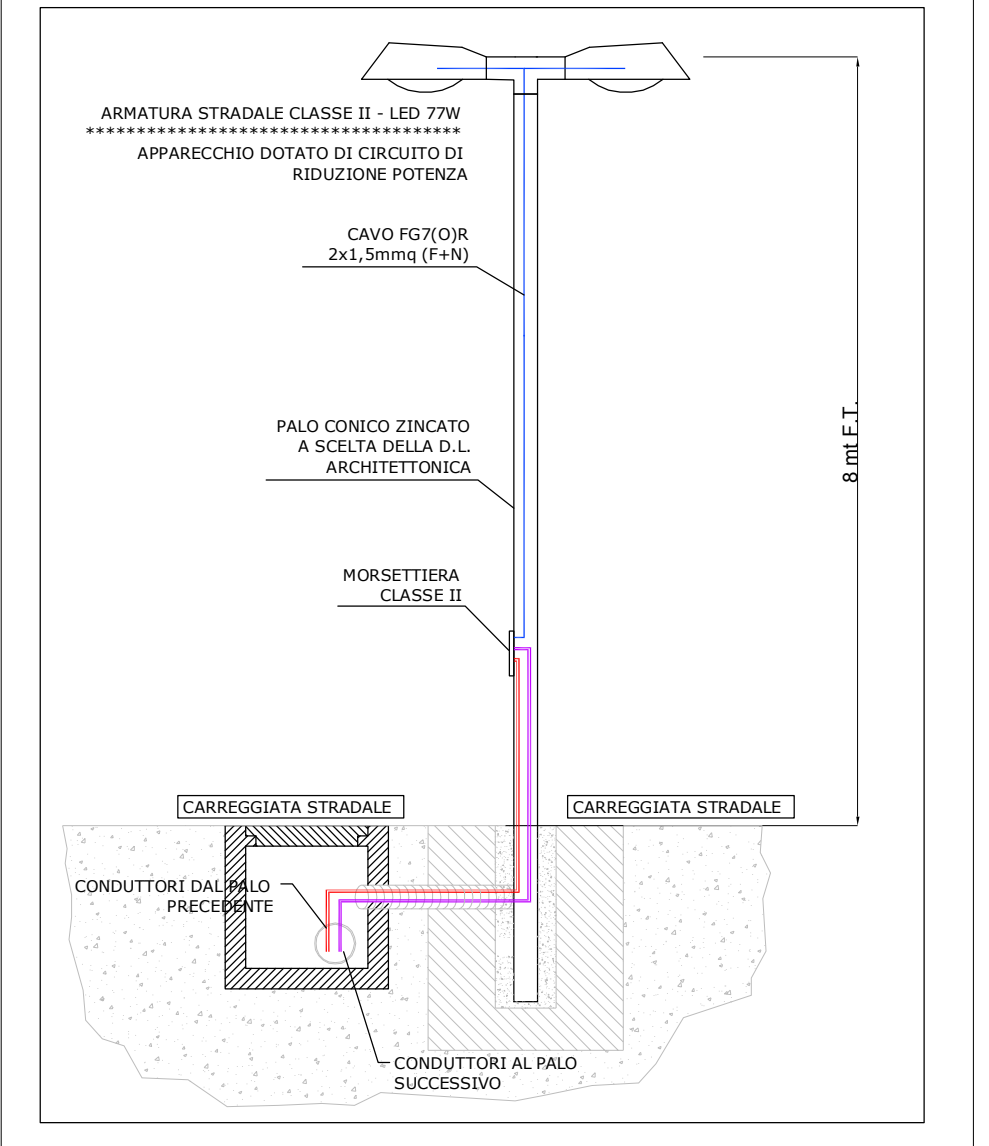 ARMATURA STRADALE CLASSE II - LED 77W
*************************************
APPARECCHIO DOTATO DI CIRCUITO DI
RIDUZIONE POTENZA
CAVO FG7(O)R
2x1,5mmq (F+N)
PALO CONICO ZINCATO
A SCELTA DELLA D.L.
ARCHITETTONICA
8 mt F.T.
MORSETTIERA
CLASSE II
CARREGGIATA STRADALE
CARREGGIATA STRADALE
CONDUTTORI DAL PALO
PRECEDENTE
CONDUTTORI AL PALO
SUCCESSIVO